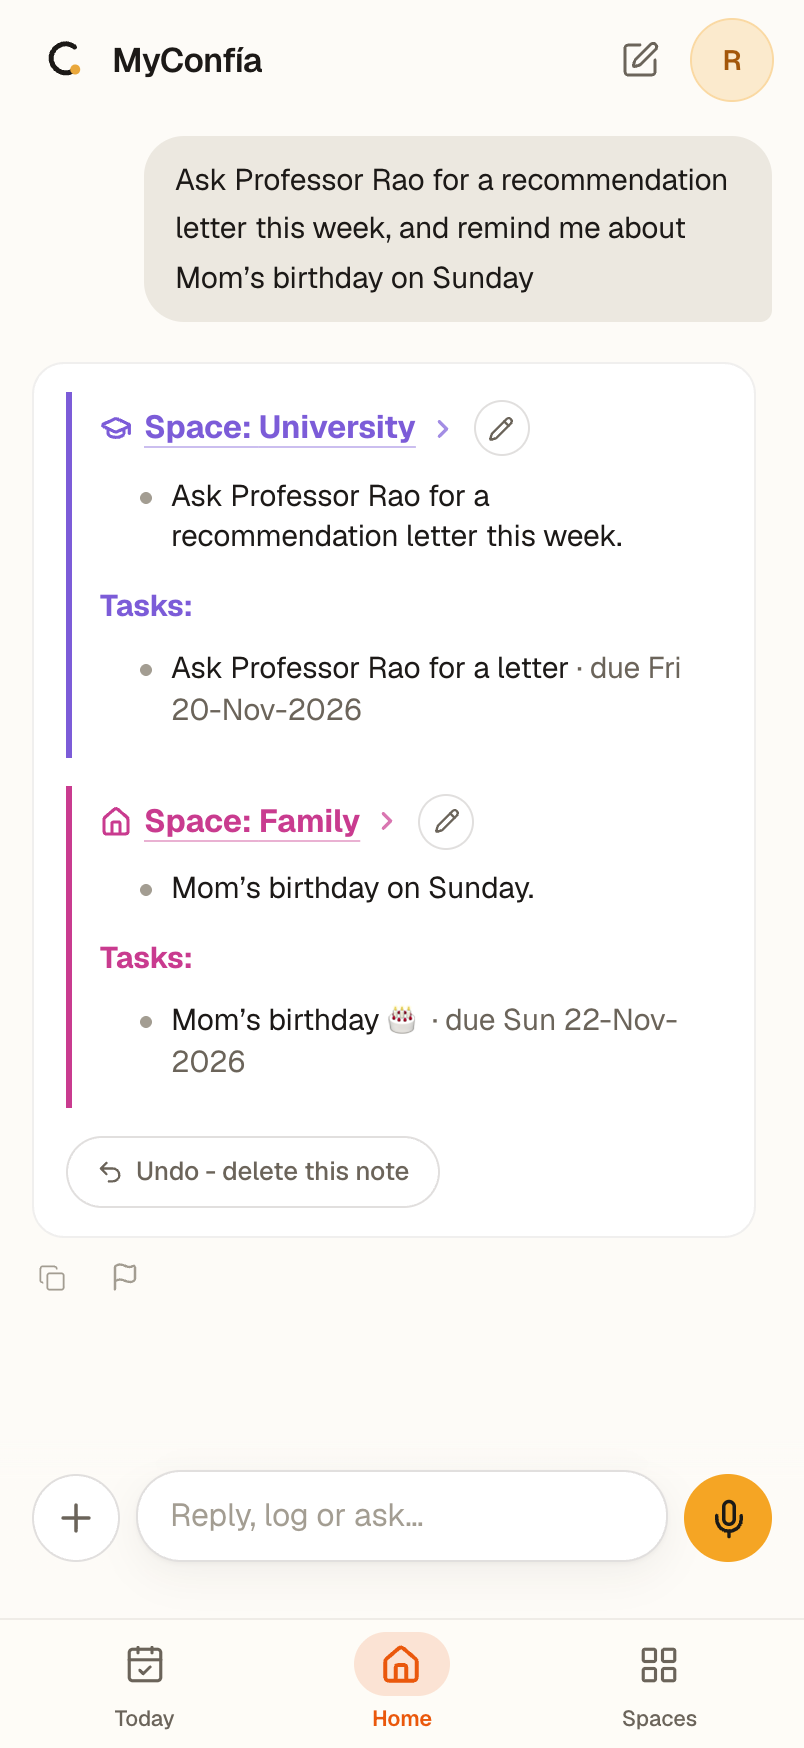 MyConfía
R
Ask Professor Rao for a recommendation
letter this week, and remind me about
Mom’s birthday on Sunday
Space: University
Ask Professor Rao for a
recommendation letter this week.
Tasks:
Ask Professor Rao for a letter · due Fri
20-Nov-2026
Space: Family
Mom’s birthday on Sunday.
Tasks:
Mom’s birthday 🎂 · due Sun 22-Nov-
2026
Undo - delete this note
Reply, log or ask…
Today
Home
Spaces